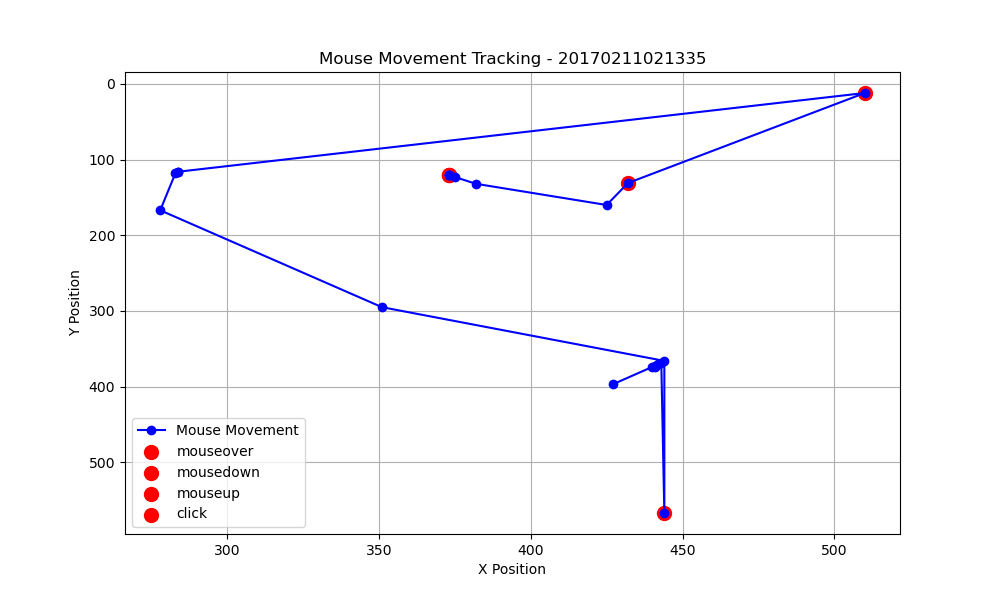 Mouse Movement Tracking - 20170211021335
0
100
200
300
400
500
Y Position
Mouse Movement
mouseover
mousedown
mouseup
click
300
350
400
450
500
X Position